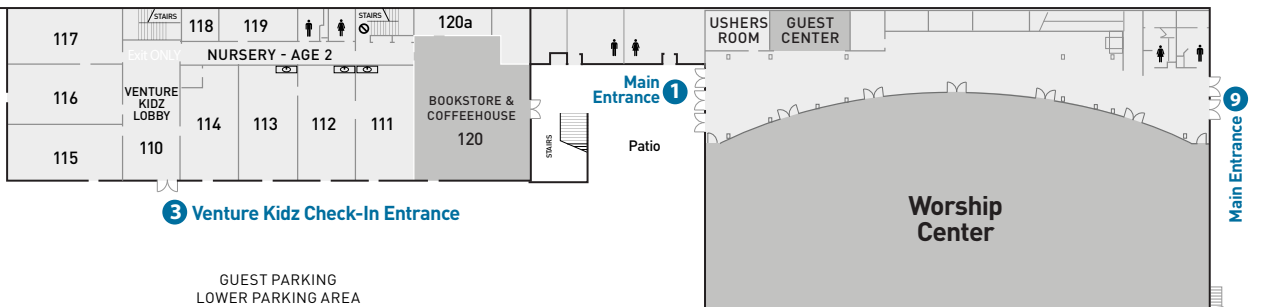 117
STAIRS
118
119
STAIRS
120a
USHERS
ROOM
GUEST
CENTER
Exit ONLY
NURSERY - AGE 2
116
VENTURE
KIDZ
LOBBY
110
114
113
112
111
BOOKSTORE &
COFFEEHOUSE
120
Main
Entrance 1
9
Main Entrance
STAIRS
Patio
115
3 Venture Kidz Check-In Entrance
Worship
Center
GUEST PARKING
LOWER PARKING AREA